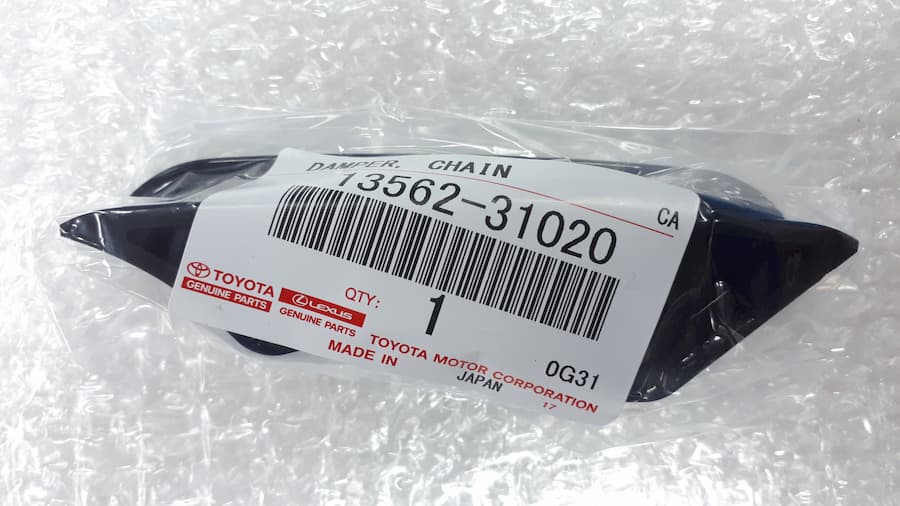 DAMPER, CHAIN
CA
13562-31020
TOYOTA
GENUINE PARTS
LEXUS
GENUINE PARTS
QTY:
1
0G31
TOYOTA MOTOR CORPORATION
MADE IN JAPAN
17